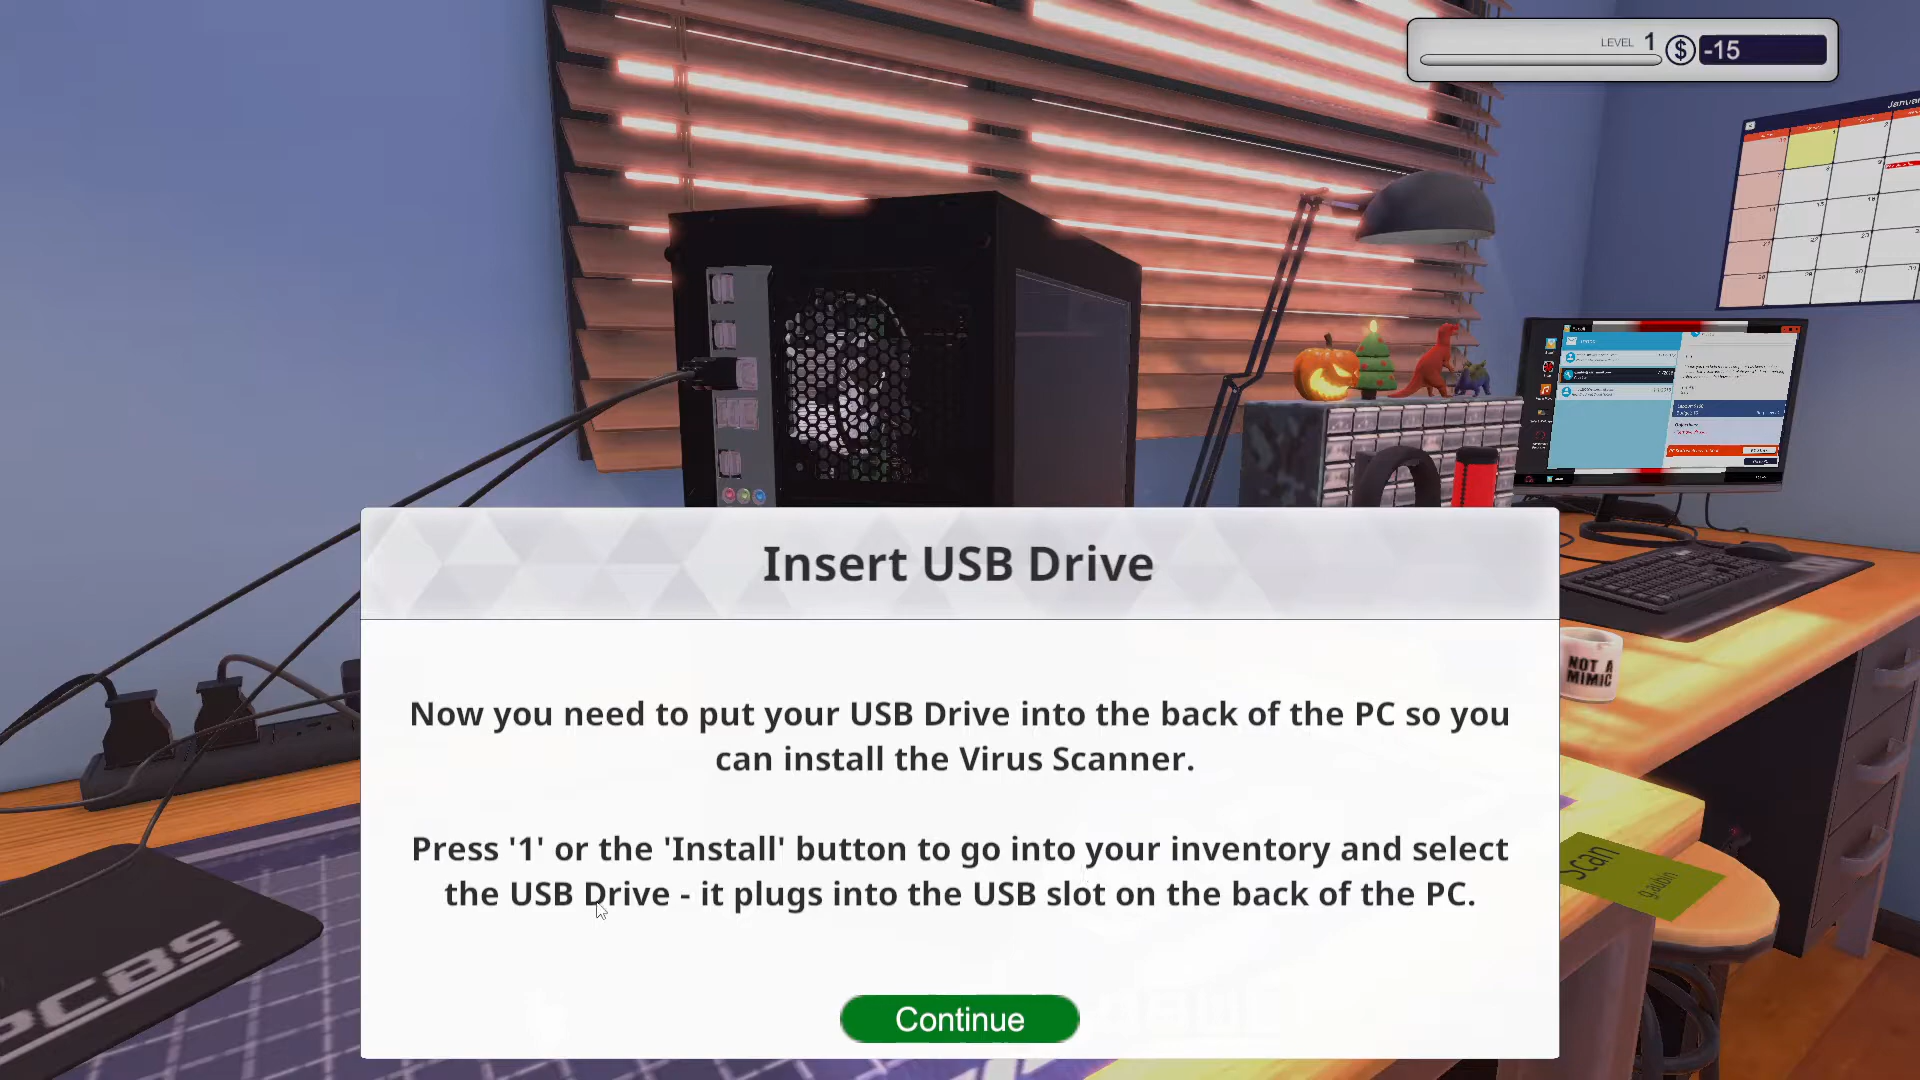 LEVEL 1 $ -15
Insert USB Drive
Now you need to put your USB Drive into the back of the PC so you
can install the Virus Scanner.
Press '1' or the 'Install' button to go into your inventory and select
the USB Drive - it plugs into the USB slot on the back of the PC.
Continue
NOT A
MIMIC
Scan
g.aubin
PCBS